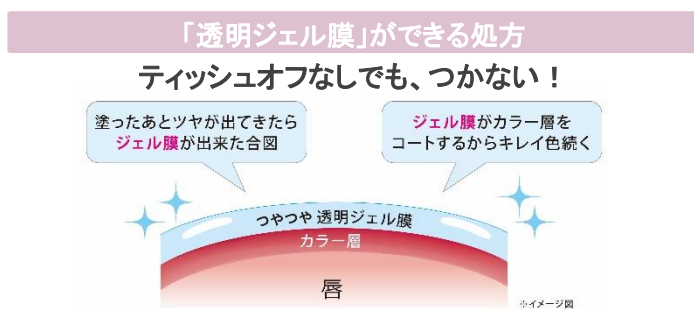 「透明ジェル膜」ができる処方
ティッシュオフなしでも、つかない！
塗ったあとツヤが出てきたら
ジェル膜が出来た合図
ジェル膜がカラー層を
コートするからキレイ色続く
つやつや 透明ジェル膜
カラー層
唇
※イメージ図